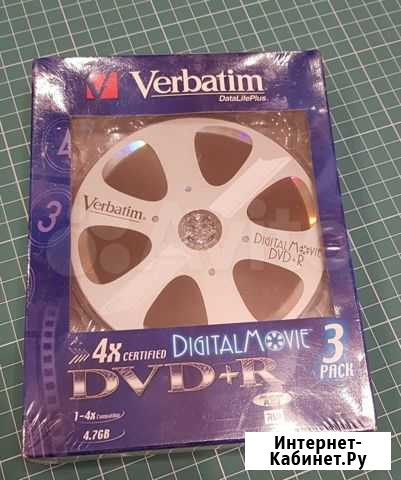 Verbatim
DataLifePlus
4
3
Verbatim
DIGITALMOVIE
DVD+R
4x CERTIFIED DIGITALMOVIE
DVD+R
3
PACK
1-4x Compatible
4.7GB
Интернет-
Кабинет.Ру